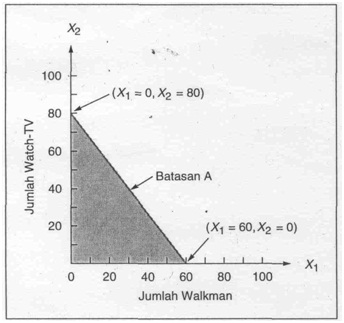 X2
100
(X1 = 0, X2 = 80)
80
Jumlah Watch-TV
60
Batasan A
40
(X1 = 60, X2 = 0)
20
X1
0 20 40 60 80 100
Jumlah Walkman